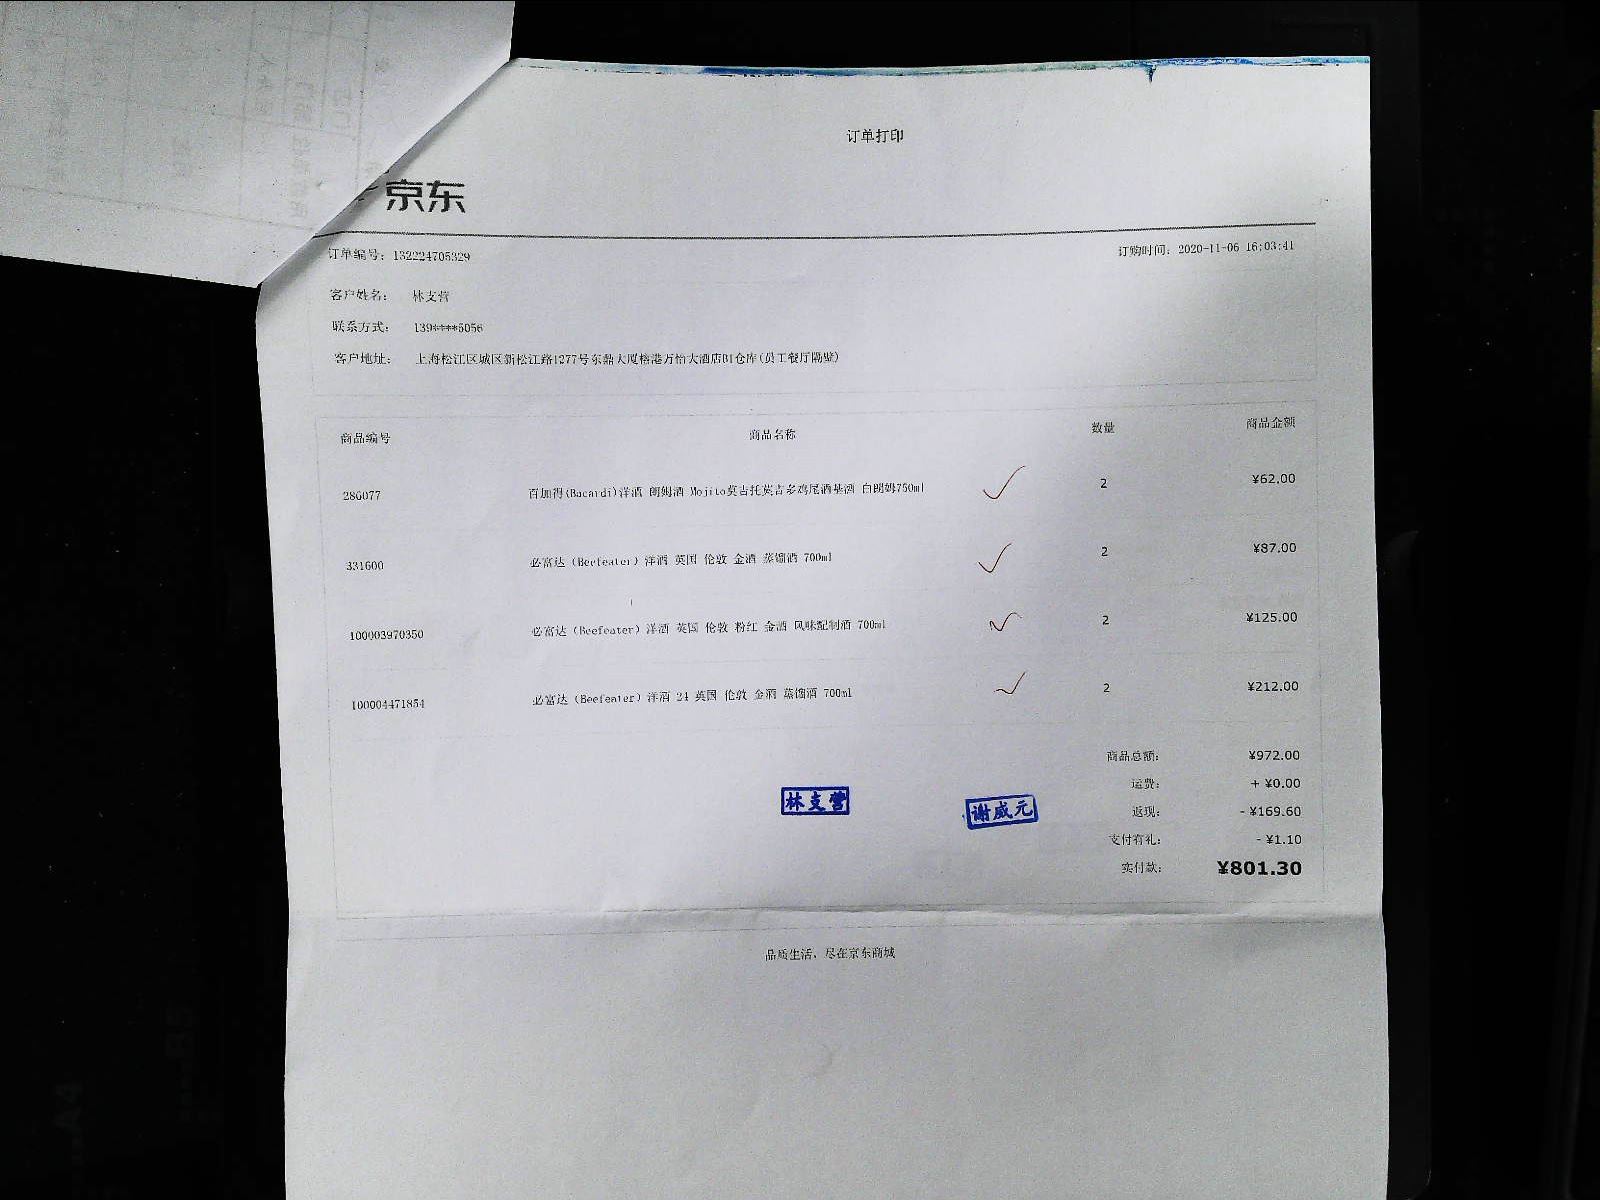 订单打印
京东
订单编号: 132224705329 订购时间: 2020-11-06 16:03:41
客户姓名: 林支营
联系方式: 139****5056
客户地址: 上海松江区城区新松江路1277号东鼎大厦格港万怡大酒店B1仓库(员工餐厅隔壁)
商品编号 商品名称 数量 商品金额
286077 百加得(Bacardi)洋酒 朗姆酒 Mojito莫吉托莫吉多鸡尾酒基酒 白朗姆750ml 2 ¥62.00
331600 必富达（Beefeater）洋酒 英国 伦敦 金酒 蒸馏酒 700ml 2 ¥87.00
100003970350 必富达（Beefeater）洋酒 英国 伦敦 粉红 金酒 风味配制酒 700ml 2 ¥125.00
100004471854 必富达（Beefeater）洋酒 24 英国 伦敦 金酒 蒸馏酒 700ml 2 ¥212.00
商品总额: ¥972.00
运费: + ¥0.00
返现: - ¥169.60
支付有礼: - ¥1.10
实付款: ¥801.30
林支营 谢威元
品质生活，尽在京东商城